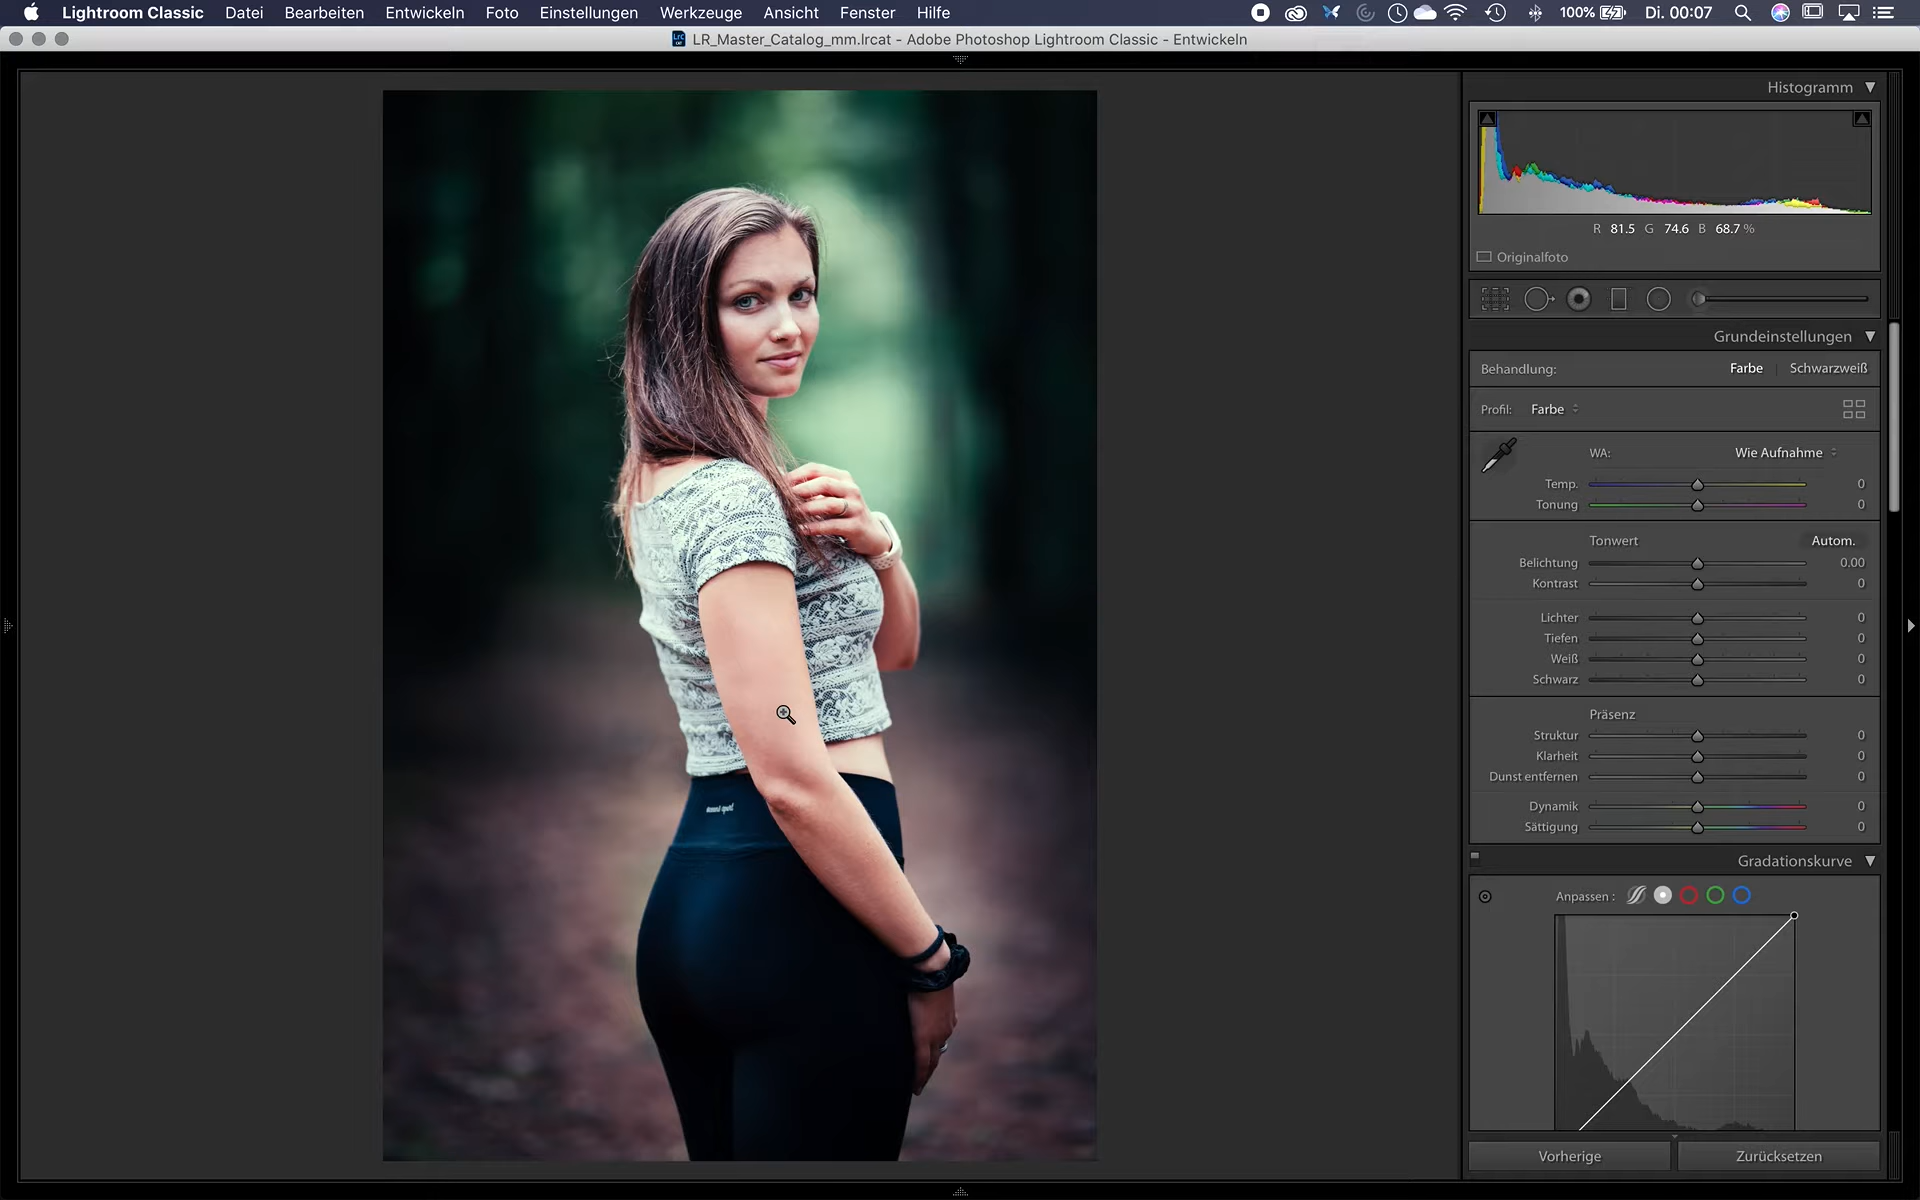 Lightroom Classic Datei Bearbeiten Entwickeln Foto Einstellungen Werkzeuge Ansicht Fenster Hilfe 100% Di. 00:07
LR_Master_Catalog_mm.lrcat - Adobe Photoshop Lightroom Classic - Entwickeln
Histogramm
R 81.5 G 74.6 B 68.7 %
Originalfoto
Grundeinstellungen
Behandlung: Farbe Schwarzweiß
Profil: Farbe
WA: Wie Aufnahme
Temp. 0
Tonung 0
Tonwert Autom.
Belichtung 0.00
Kontrast 0
Lichter 0
Tiefen 0
Weiß 0
Schwarz 0
Präsenz
Struktur 0
Klarheit 0
Dunst entfernen 0
Dynamik 0
Sättigung 0
Gradationskurve
Anpassen :
Vorherige Zurücksetzen